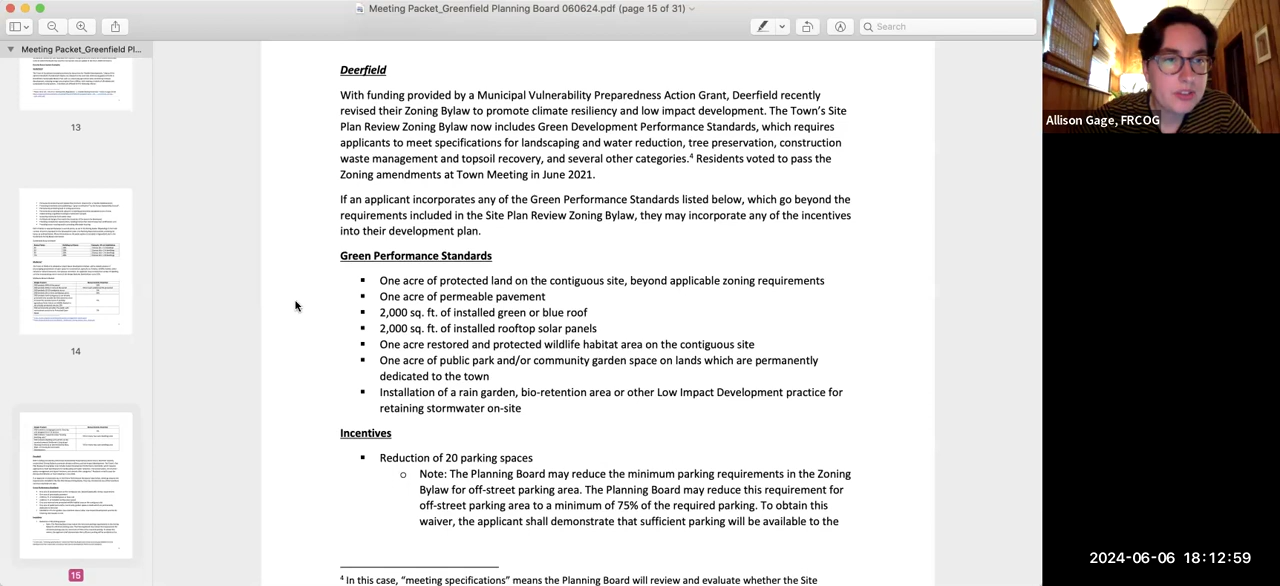 Meeting Packet_Greenfield Planning Board 060624.pdf (page 15 of 31)
Search
Meeting Packet_Greenfield Pl...
13
14
15
Deerfield
With funding provided by a Municipal Vulnerability Preparedness Action Grant, Deerfield recently
revised their Zoning Bylaw to promote climate resiliency and low impact development. The Town's Site
Plan Review Zoning Bylaw now includes Green Development Performance Standards, which requires
applicants to meet specifications for landscaping and water reduction, tree preservation, construction
waste management and topsoil recovery, and several other categories.4 Residents voted to pass the
Zoning amendments at Town Meeting in June 2021.
If an applicant incorporates any of the Green Performance Standards listed below, which go beyond the
requirements included in the Site Plan Review Zoning Bylaw, they may incorporate any of the incentives
into their development plan.
Green Performance Standards
▪ One acre of protected land on the contiguous site, beyond applicable zoning requirements
▪ One acre of permeable pavement
▪ 2,000 sq. ft. of installed green or blue roof
▪ 2,000 sq. ft. of installed rooftop solar panels
▪ One acre restored and protected wildlife habitat area on the contiguous site
▪ One acre of public park and/or community garden space on lands which are permanently
dedicated to the town
▪ Installation of a rain garden, bio-retention area or other Low Impact Development practice for
retaining stormwater on-site
Incentives
▪ Reduction of 20 parking spaces
○ Note: The Town may reduce the minimum parking requirements in the Zoning
Bylaw for off-street parking area. The Planning Board may reduce this requirement for
off-street parking area to a minimum of 75% of the required parking. To obtain this
waiver, the applicant shall demonstrate that sufficient parking will be available to the
4 In this case, "meeting specifications" means the Planning Board will review and evaluate whether the Site
Allison Gage, FRCOG
2024-06-06 18:12:59